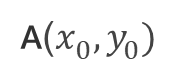 A(x₀, y₀)